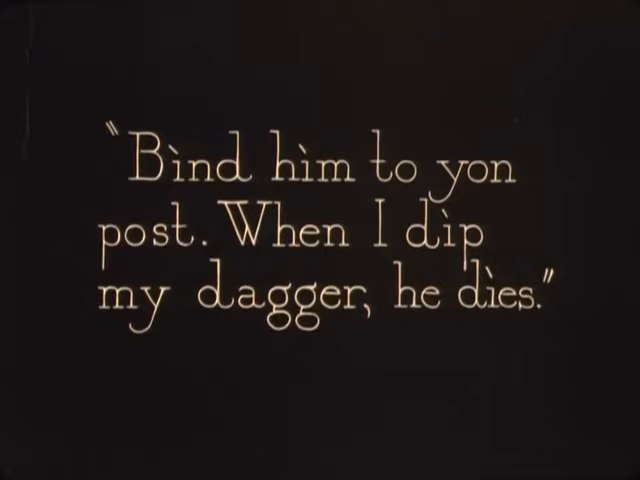 "Bind him to yon
post. When I dip
my dagger, he dies."